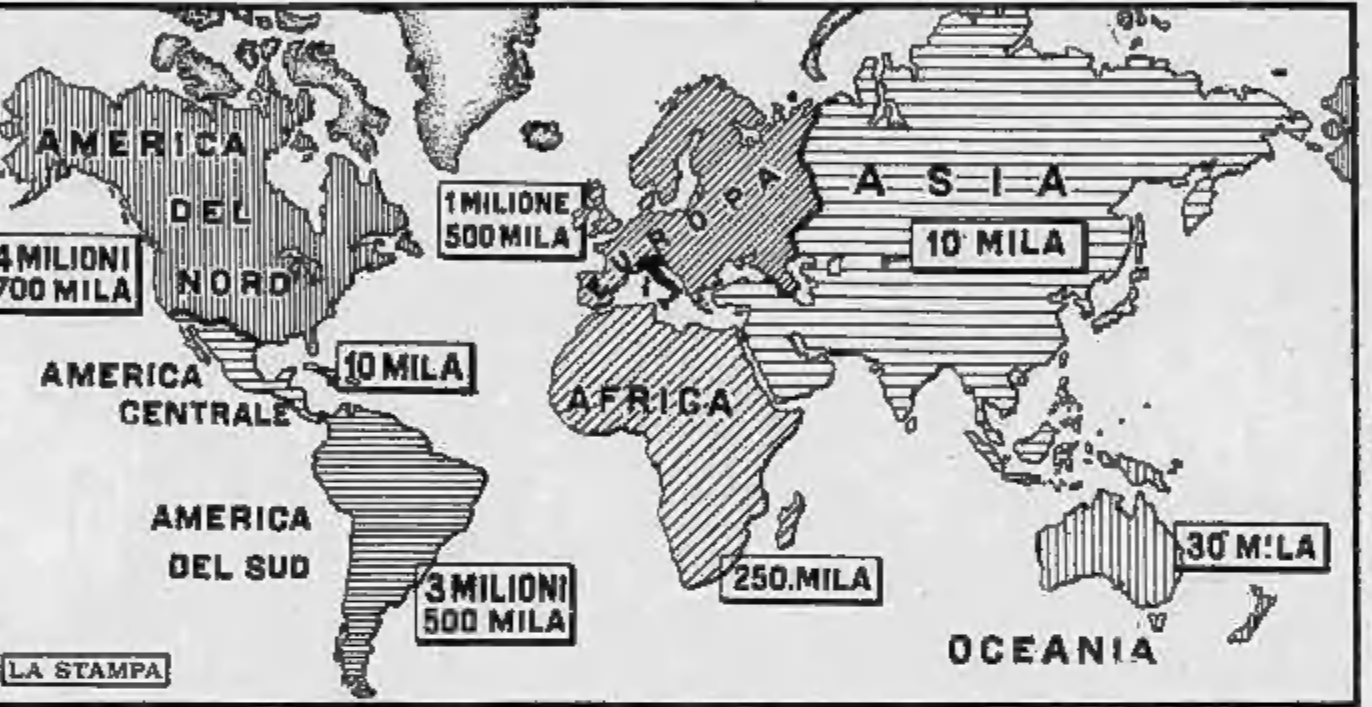 AMERICA
DEL
NORD
4 MILIONI
700 MILA
1 MILIONE
500 MILA
EUROPA
ASIA
10 MILA
AMERICA
CENTRALE
10 MILA
AFRICA
AMERICA
DEL SUD
3 MILIONI
500 MILA
250.MILA
30 MILA
OCEANIA
LA STAMPA